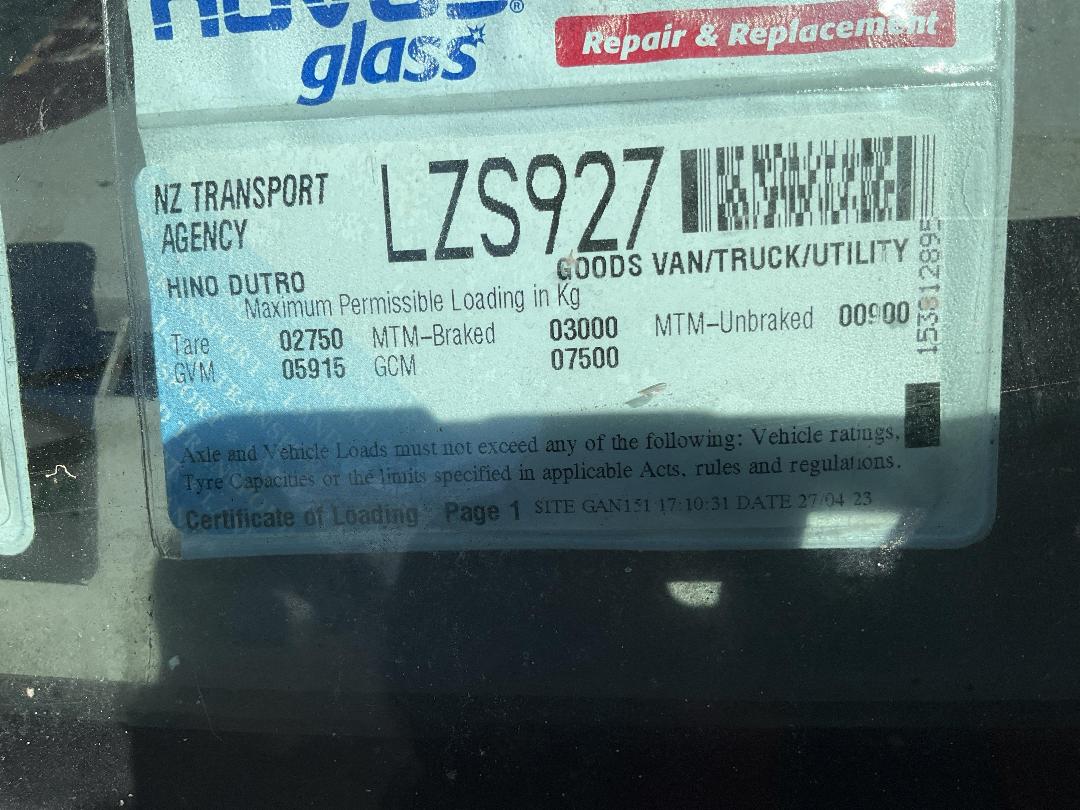 novus®
glass
Repair & Replacement
NZ TRANSPORT
AGENCY
LZS927
GOODS VAN/TRUCK/UTILITY
HINO DUTRO
Maximum Permissible Loading in Kg
Tare 02750 MTM-Braked 03000 MTM-Unbraked 00900
GVM 05915 GCM 07500
153812895
Axle and Vehicle Loads must not exceed any of the following: Vehicle ratings,
Tyre Capacities or the limits specified in applicable Acts, rules and regulations.
Certificate of Loading Page 1 SITE GAN151 17:10:31 DATE 27/04 23